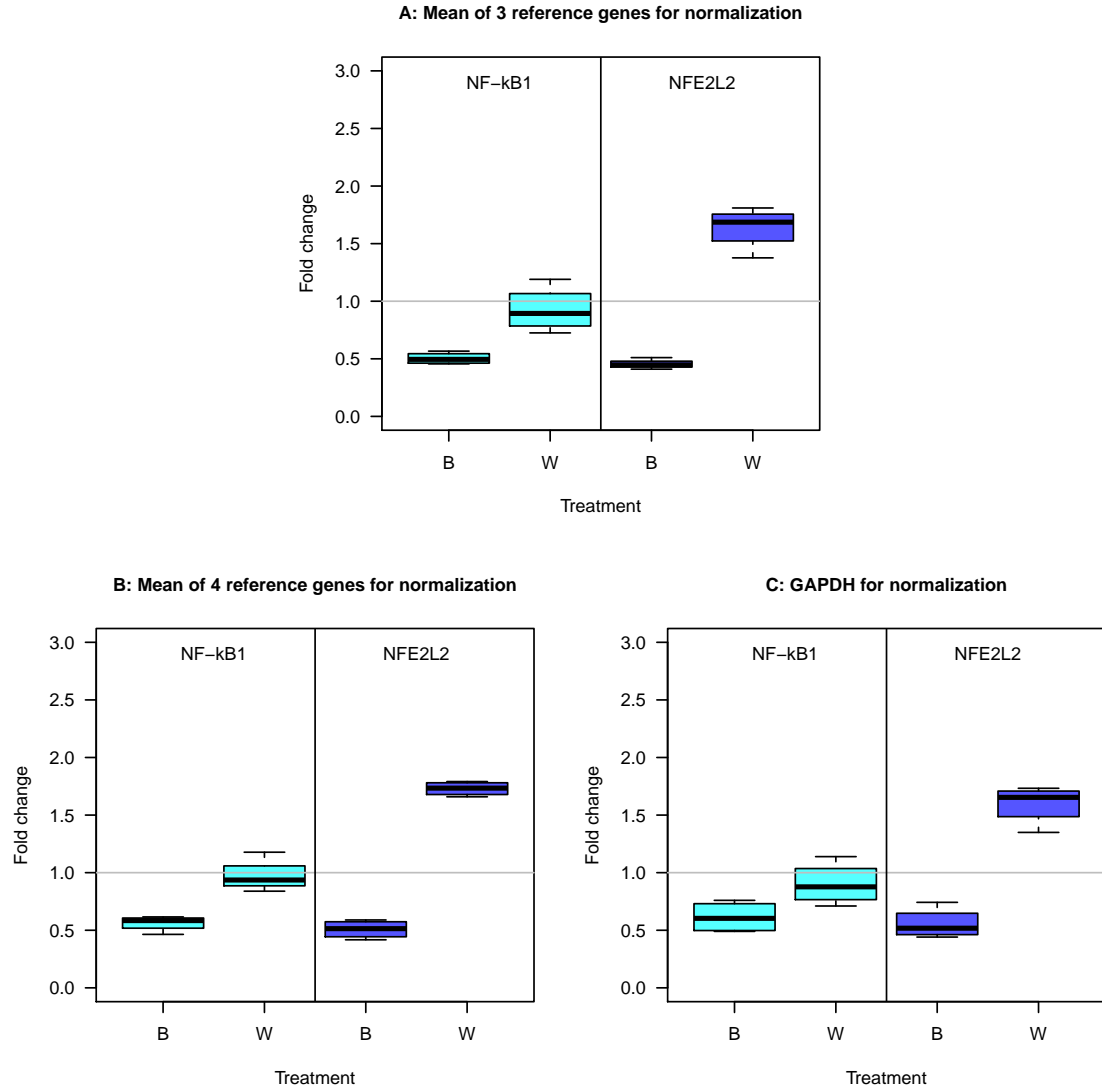 A: Mean of 3 reference genes for normalization
NF−kB1
NFE2L2
3.0
2.5
2.0
1.5
1.0
0.5
0.0
Fold change
B
W
B
W
Treatment
B: Mean of 4 reference genes for normalization
NF−kB1
NFE2L2
3.0
2.5
2.0
1.5
1.0
0.5
0.0
Fold change
B
W
B
W
Treatment
C: GAPDH for normalization
NF−kB1
NFE2L2
3.0
2.5
2.0
1.5
1.0
0.5
0.0
Fold change
B
W
B
W
Treatment